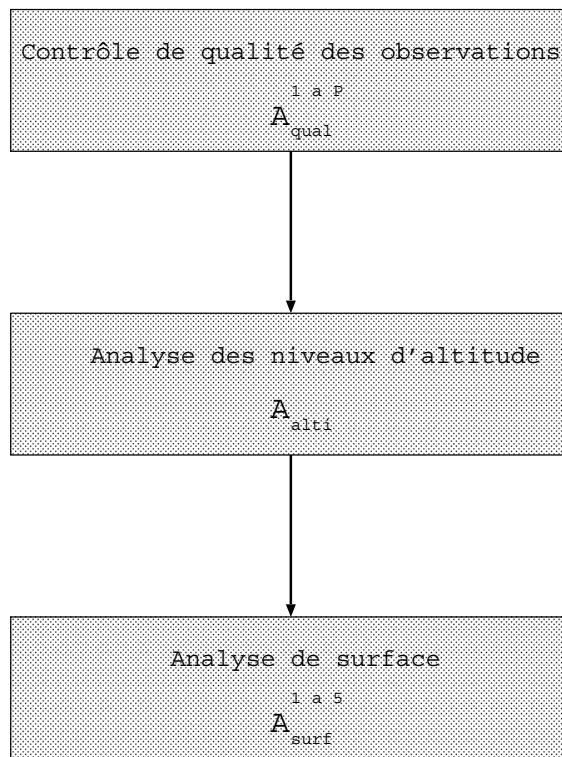 Contrôle de qualité des observations
1 a P
A
qual
Analyse des niveaux d'altitude
A
alti
Analyse de surface
1 a 5
A
surf